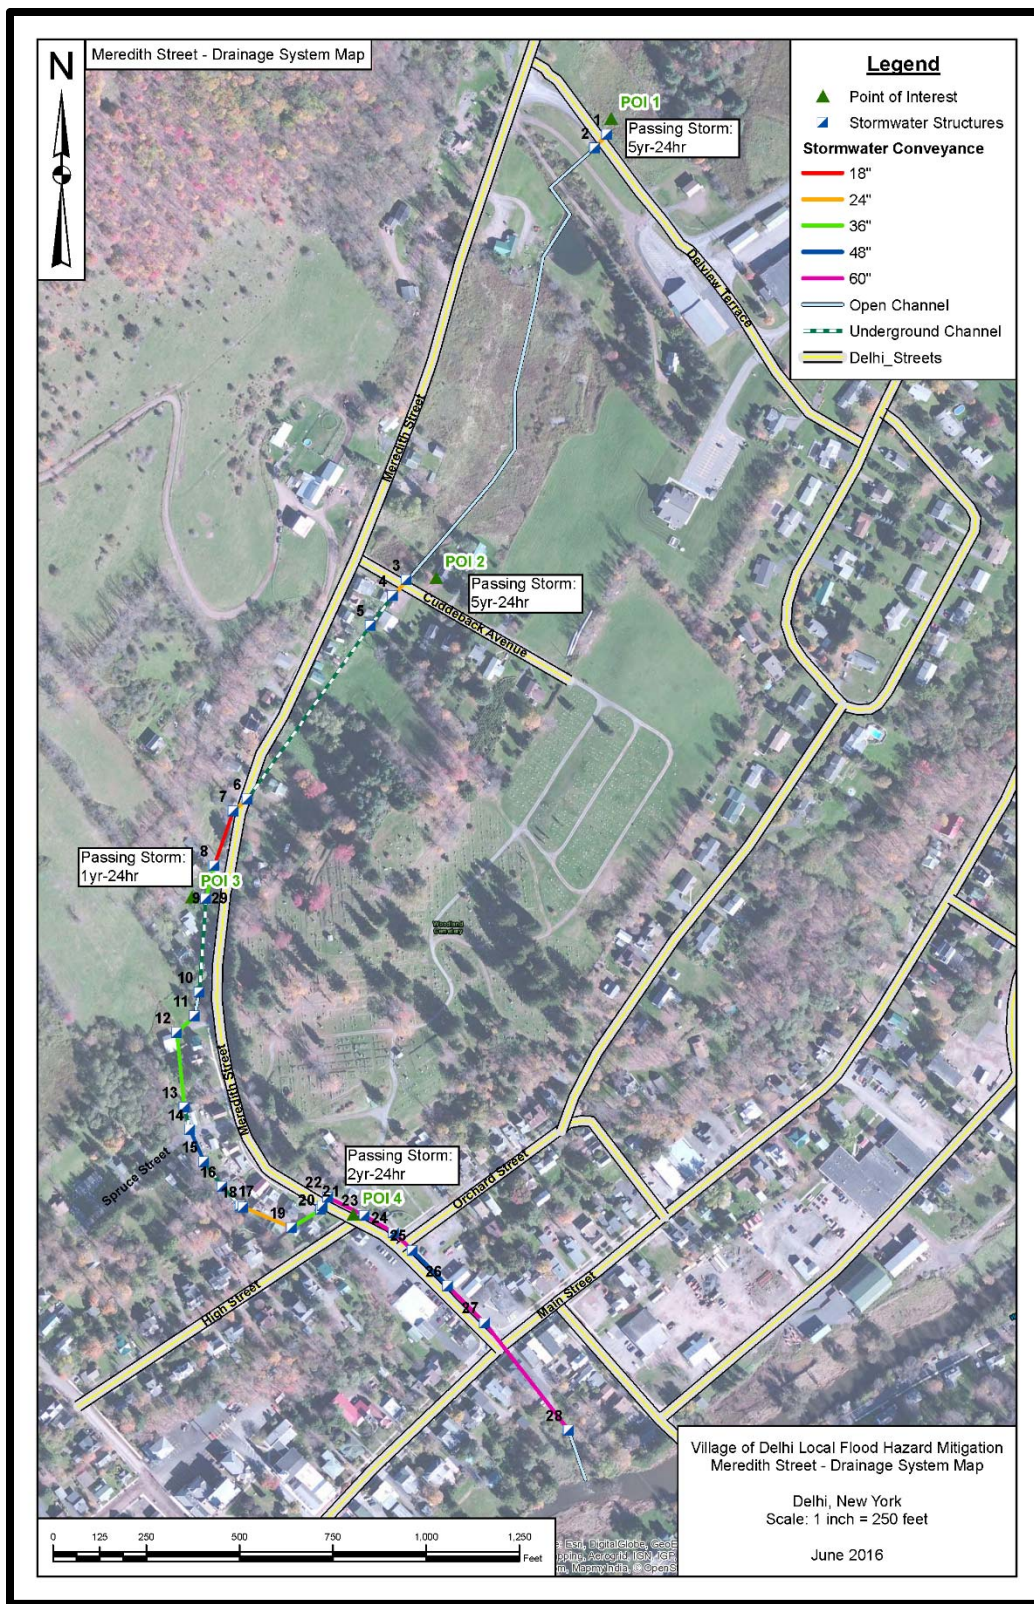 N
Meredith Street - Drainage System Map
Legend
Point of Interest
Stormwater Structures
Stormwater Conveyance
18"
24"
36"
48"
60"
Open Channel
Underground Channel
Delhi_Streets
POI 1
1
2
Passing Storm:
5yr-24hr
Delview Terrace
Meredith Street
POI 2
3
4
5
Passing Storm:
5yr-24hr
Cuddeback Avenue
6
7
8
Passing Storm:
1yr-24hr
POI 3
9
29
Woodland
Cemetery
10
11
12
13
14
15
16
Meredith Street
Spruce Street
18
17
19
20
22
21
Passing Storm:
2yr-24hr
23
POI 4
24
25
26
27
28
Orchard Street
High Street
Main Street
Village of Delhi Local Flood Hazard Mitigation
Meredith Street - Drainage System Map
Delhi, New York
Scale: 1 inch = 250 feet
June 2016
0 125 250 500 750 1,000 1,250
Feet
Esri, DigitalGlobe, GeoE